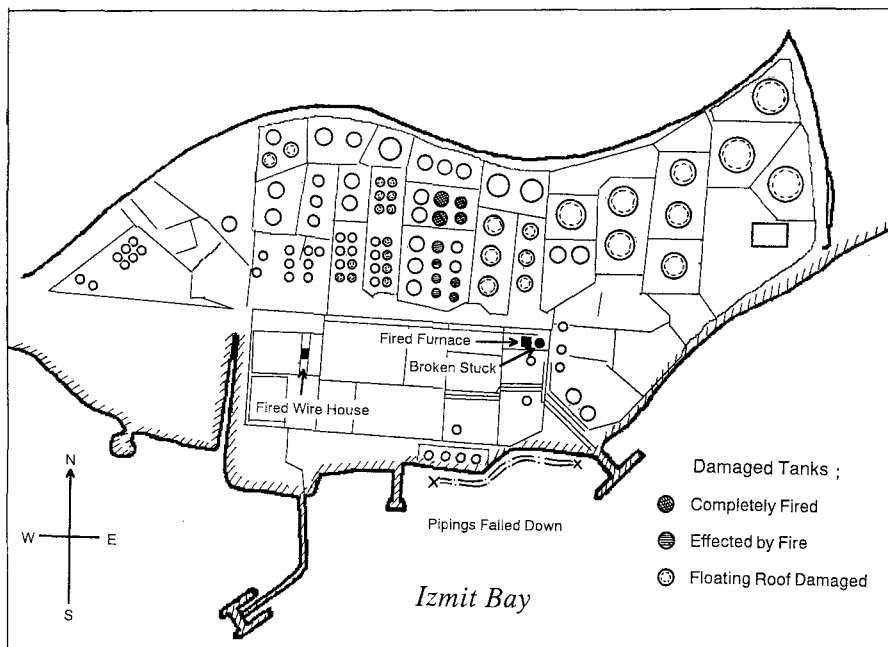 Fired Furnace
Broken Stuck
Fired Wire House
N
W
E
S
Pipings Failed Down
Izmit Bay
Damaged Tanks ;
Completely Fired
Effected by Fire
Floating Roof Damaged